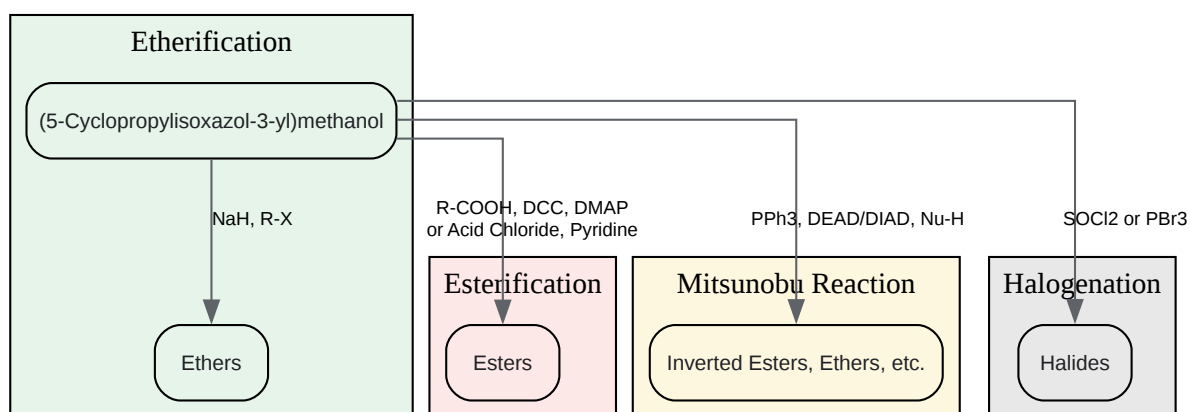 Etherification
(5-Cyclopropylisoxazol-3-yl)methanol
NaH, R-X
R-COOH, DCC, DMAP
or Acid Chloride, Pyridine
PPh3, DEAD/DIAD, Nu-H
SOCl2 or PBr3
Esterification
Mitsunobu Reaction
Halogenation
Ethers
Esters
Inverted Esters, Ethers, etc.
Halides